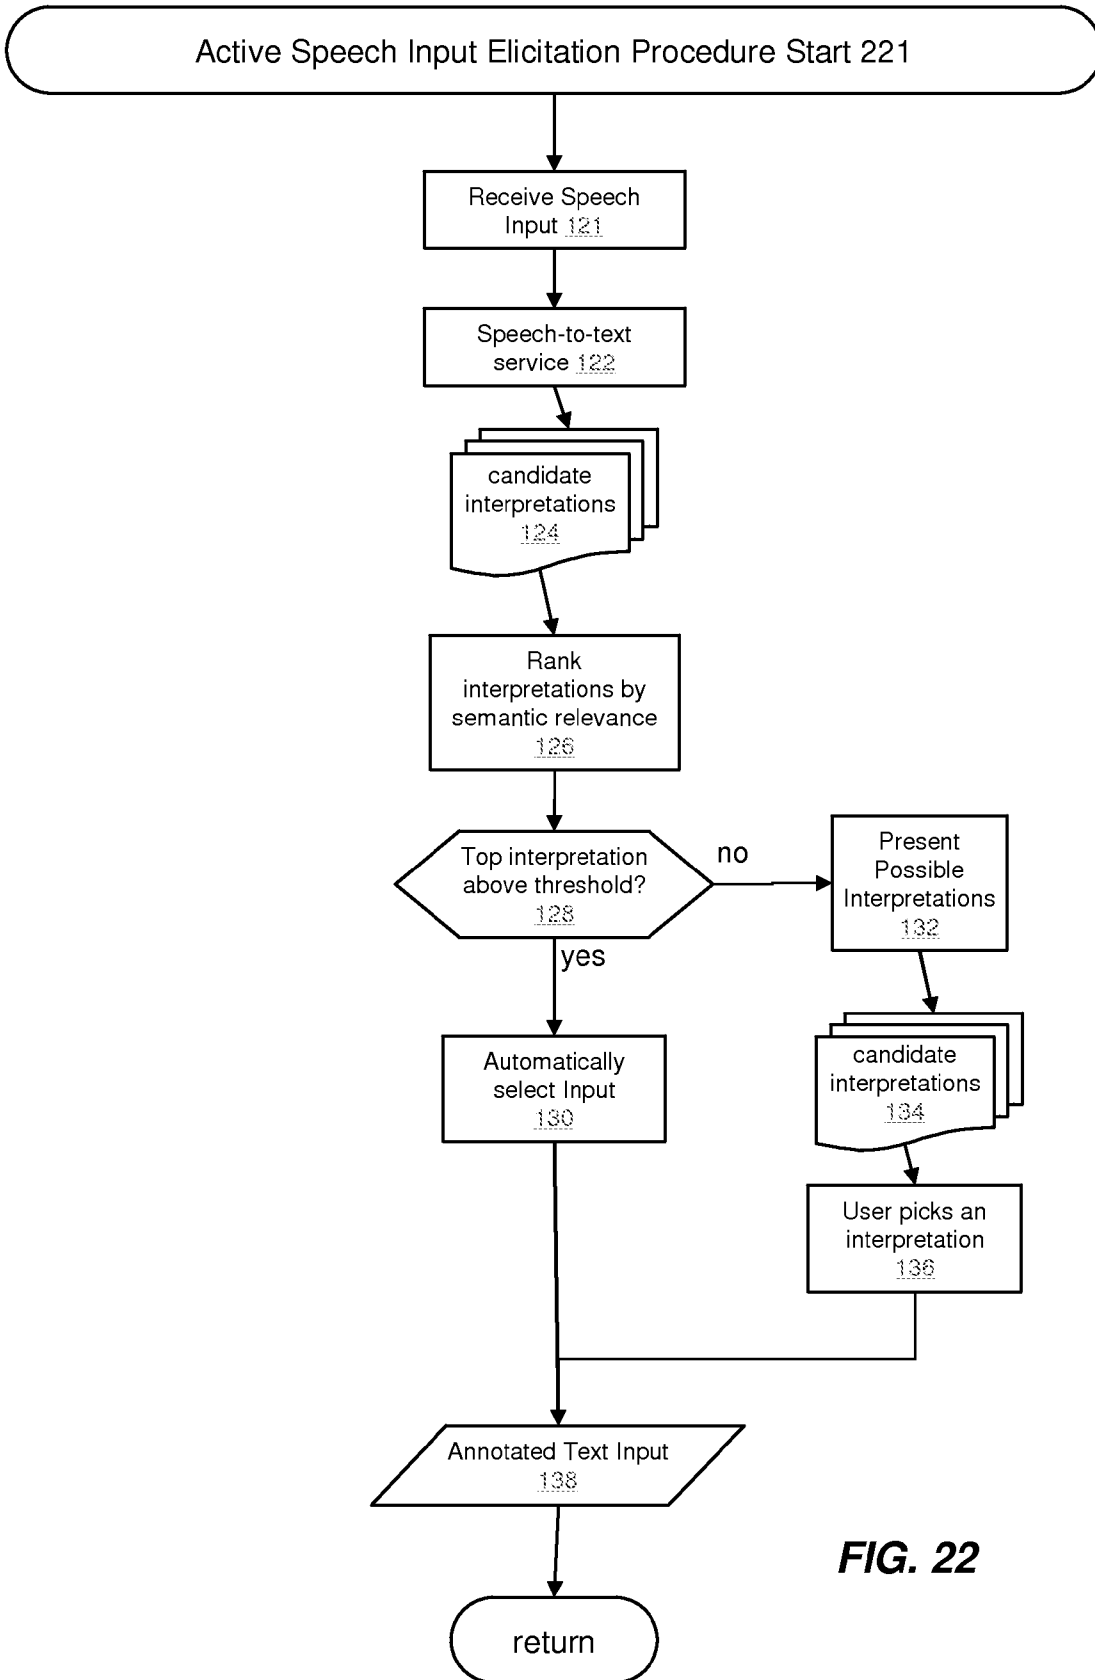 Active Speech Input Elicitation Procedure Start 221
Receive Speech
Input 121
Speech-to-text
service 122
candidate
interpretations
124
Rank
interpretations by
semantic relevance
126
Top interpretation
above threshold?
128
no
yes
Present
Possible
Interpretations
132
candidate
interpretations
134
Automatically
select Input
130
User picks an
interpretation
136
Annotated Text Input
138
FIG. 22
return